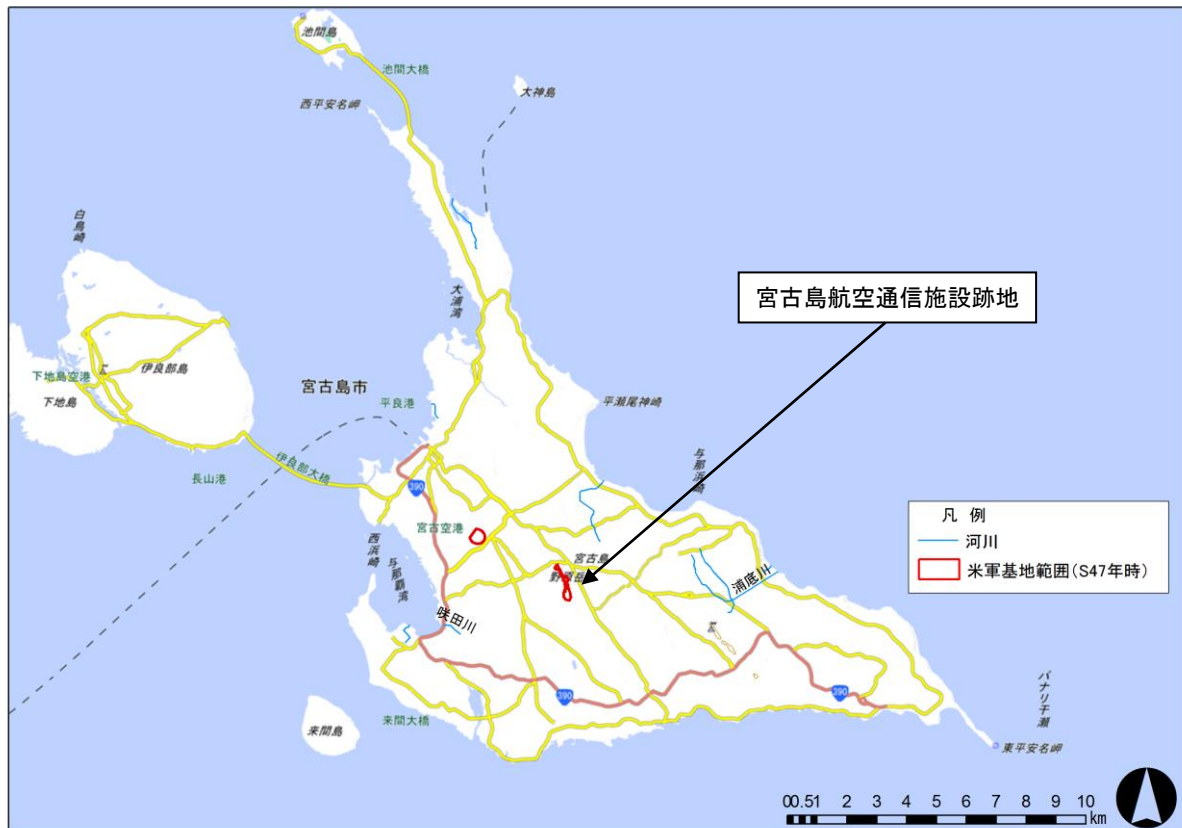 池間島
池間大橋
西平安名岬
大神島
白鳥崎
大浦湾
宮古島航空通信施設跡地
伊良部島
下地島空港
下地島
宮古島市
平良港
平瀬尾神崎
伊良部大橋
長山港
与那浜崎
390
宮古空港
西浜崎
与那覇湾
宮古島
野原岳
浦底川
咲田川
凡 例
河川
米軍基地範囲(S47年時)
390
390
パナリ干瀬
来間島
来間大橋
東平安名岬
00.51 2 3 4 5 6 7 8 9 10
km